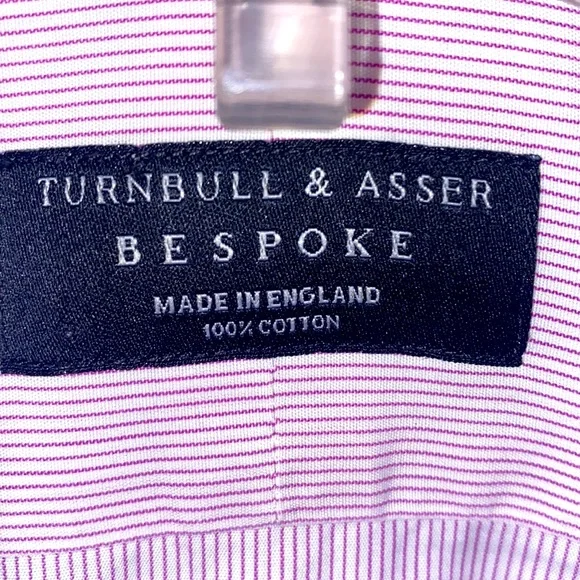 TURNBULL & ASSER
BESPOKE
MADE IN ENGLAND
100% COTTON